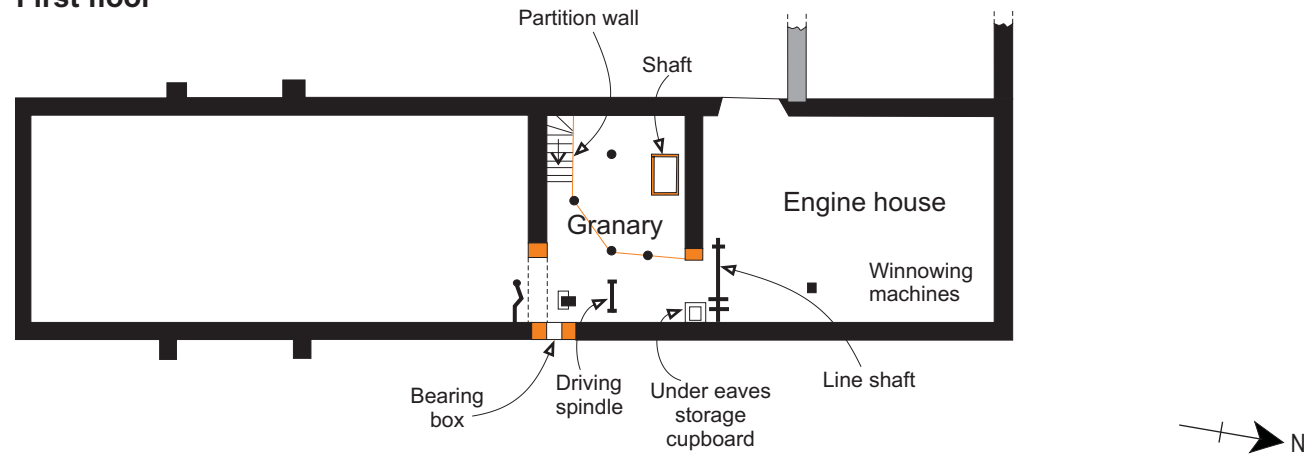 First floor
Partition wall
Shaft
Granary
Engine house
Winnowing
machines
Bearing
box
Driving
spindle
Under eaves
storage
cupboard
Line shaft
N